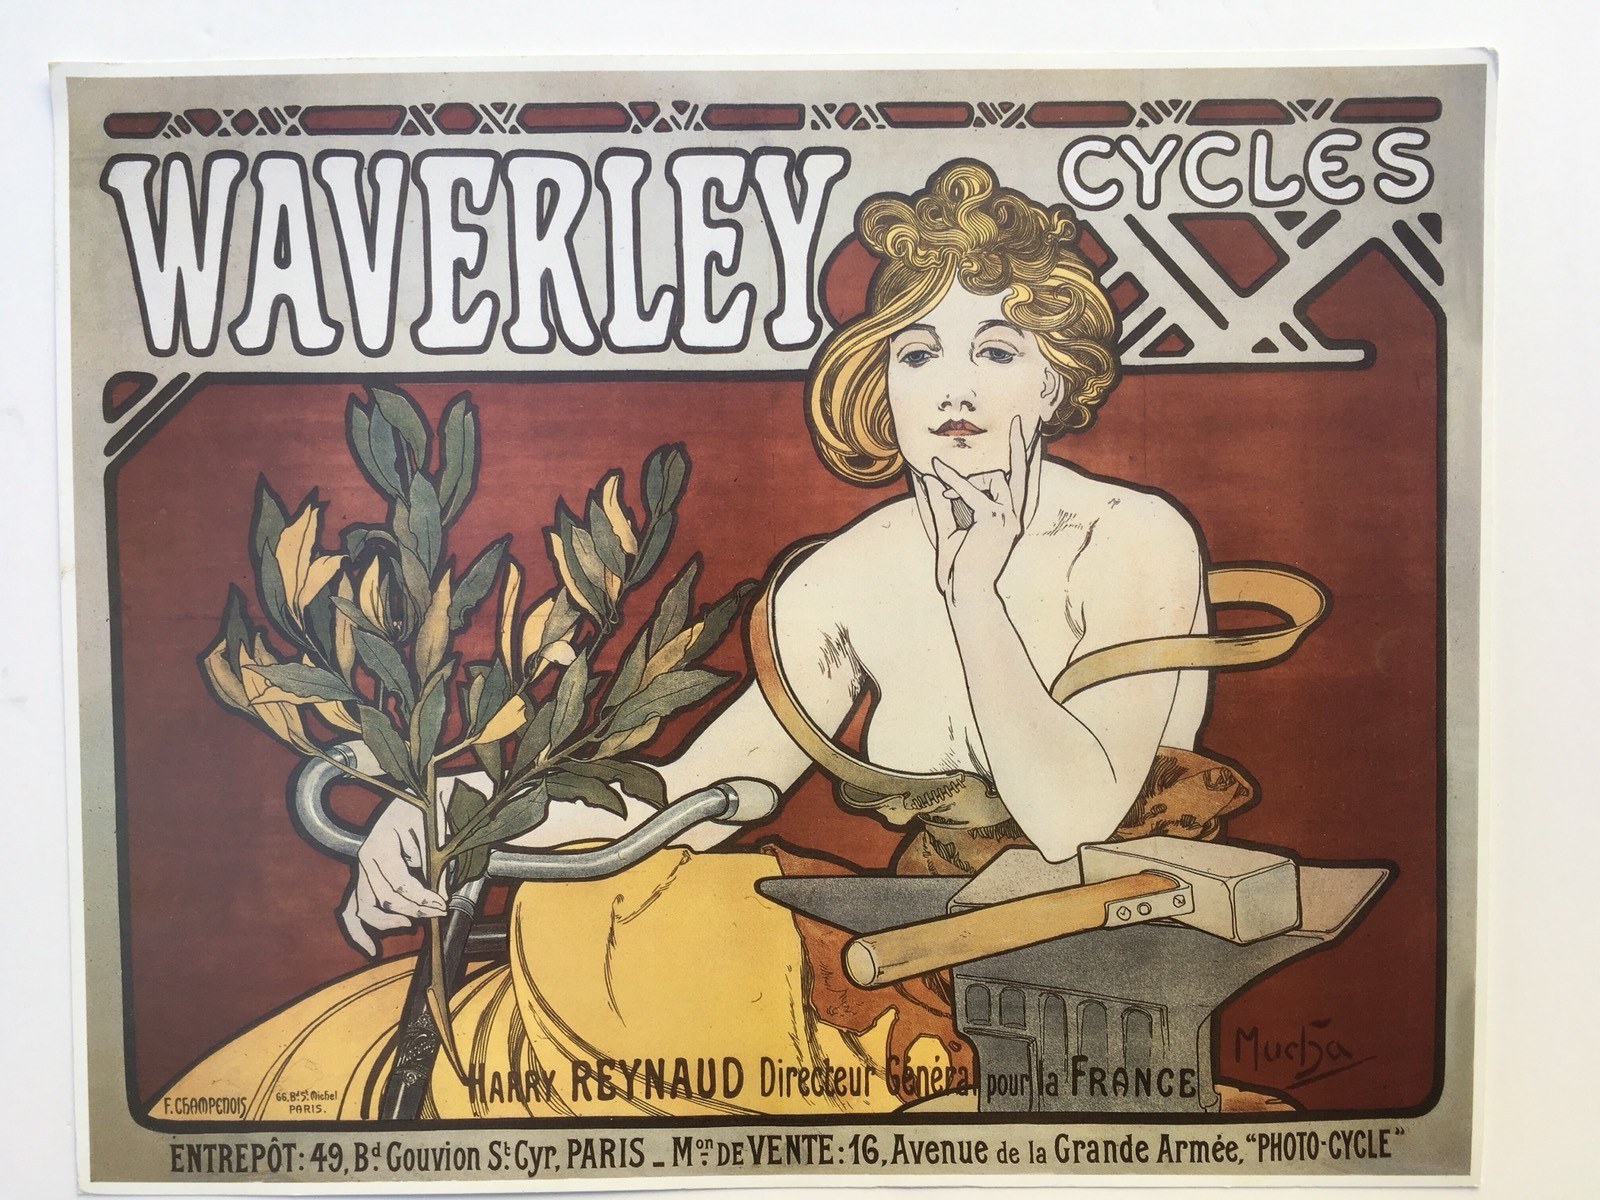 WAVERLEY
CYCLES
Mucha
HARRY REYNAUD Directeur Général pour la FRANCE
F. CHAMPENOIS
66, Bd St. Michel
PARIS.
ENTREPÔT: 49, Bd Gouvion St. Cyr, PARIS _ Mon DE VENTE: 16, Avenue de la Grande Armée, "PHOTO-CYCLE"